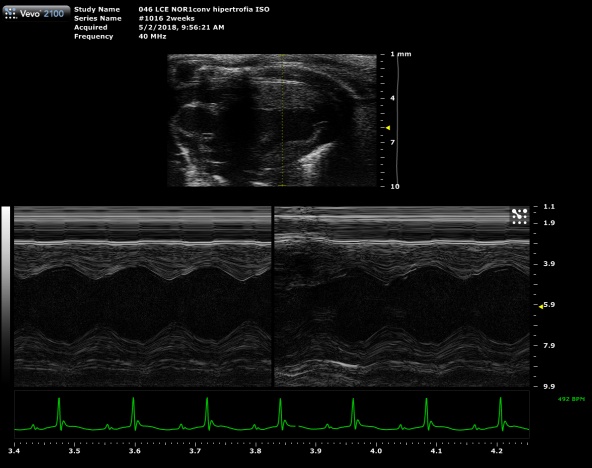 Vevo 2100
Study Name 046 LCE NOR1conv hipertrofia ISO
Series Name #1016 2weeks
Acquired 5/2/2018, 9:56:21 AM
Frequency 40 MHz
1 mm
4
7
10
1.1
1.9
3.9
5.9
7.9
9.9
492 BPM
3.4 3.5 3.6 3.7 3.8 3.9 4.0 4.1 4.2